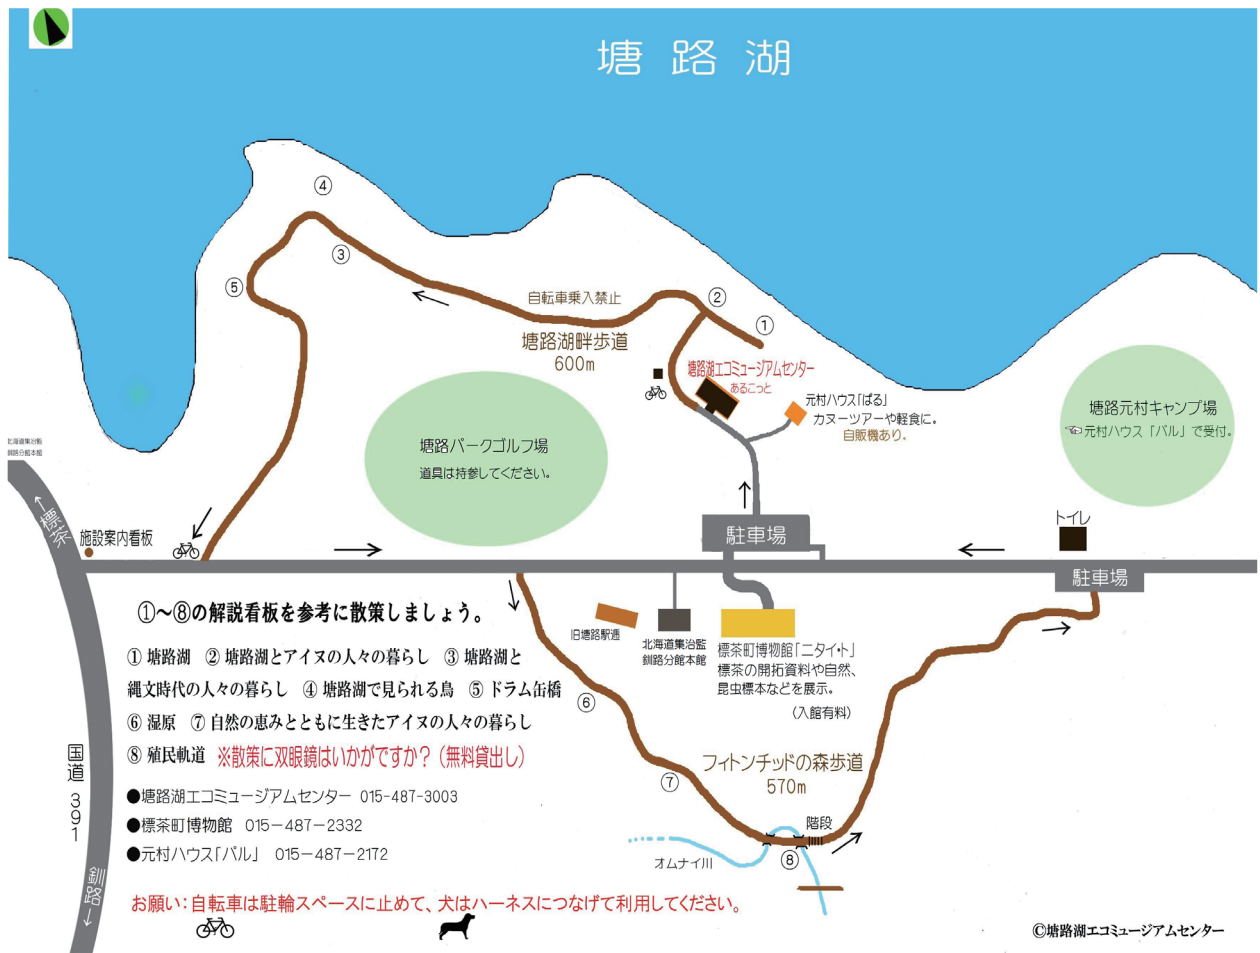 塘路湖
④
③
⑤
②
①
自転車乗入禁止
塘路湖畔歩道
600m
塘路湖エコミュージアムセンター
あるこっと
元村ハウス「ぱる」
カヌーツアーや軽食に。
自販機あり。
塘路元村キャンプ場
元村ハウス「パル」で受付。
塘路パークゴルフ場
道具は持参してください。
北海道集治監
釧路分館本館
←標茶
施設案内看板
駐車場
トイレ
駐車場
①～⑧の解説看板を参考に散策しましょう。
① 塘路湖 ② 塘路湖とアイヌの人々の暮らし ③ 塘路湖と
縄文時代の人々の暮らし ④ 塘路湖で見られる鳥 ⑤ ドラム缶橋
⑥ 湿原 ⑦ 自然の恵みとともに生きたアイヌの人々の暮らし
⑧ 殖民軌道 ※散策に双眼鏡はいかがですか？（無料貸出し）
●塘路湖エコミュージアムセンター 015-487-3003
●標茶町博物館 015-487-2332
●元村ハウス「パル」 015-487-2172
旧塘路駅逓
北海道集治監
釧路分館本館
標茶町博物館「ニタイ・ト」
標茶の開拓資料や自然、
昆虫標本などを展示。
（入館有料）
⑥
⑦
フィトンチッドの森歩道
570m
階段
⑧
オムナイ川
国道391
釧路→
お願い：自転車は駐輪スペースに止めて、犬はハーネスにつなげて利用してください。
©塘路湖エコミュージアムセンター